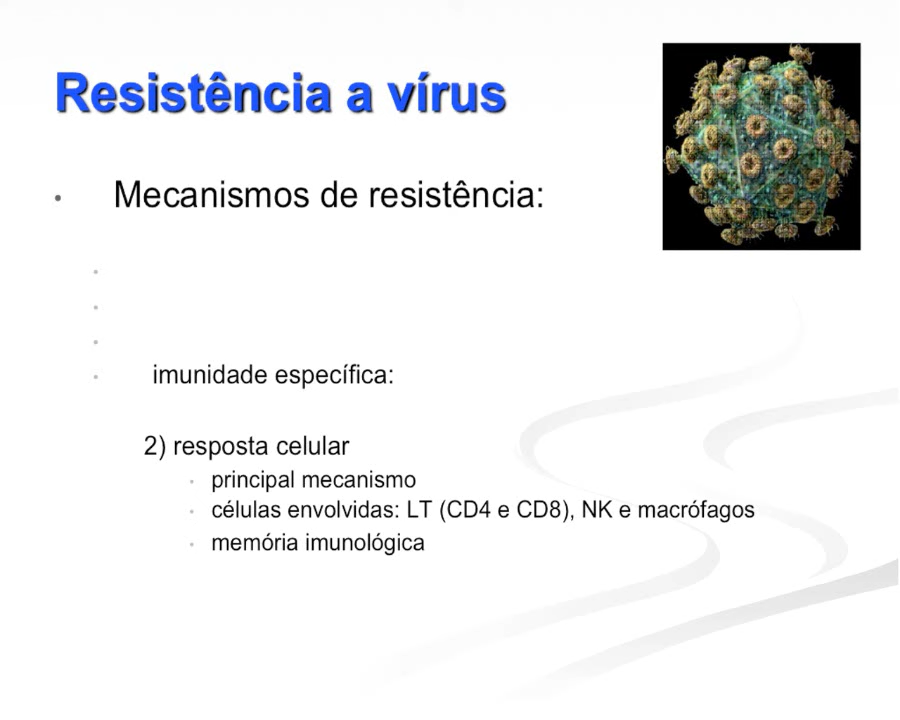 Resistência a vírus
• Mecanismos de resistência:
•
•
•
• imunidade específica:
2) resposta celular
• principal mecanismo
• células envolvidas: LT (CD4 e CD8), NK e macrófagos
• memória imunológica